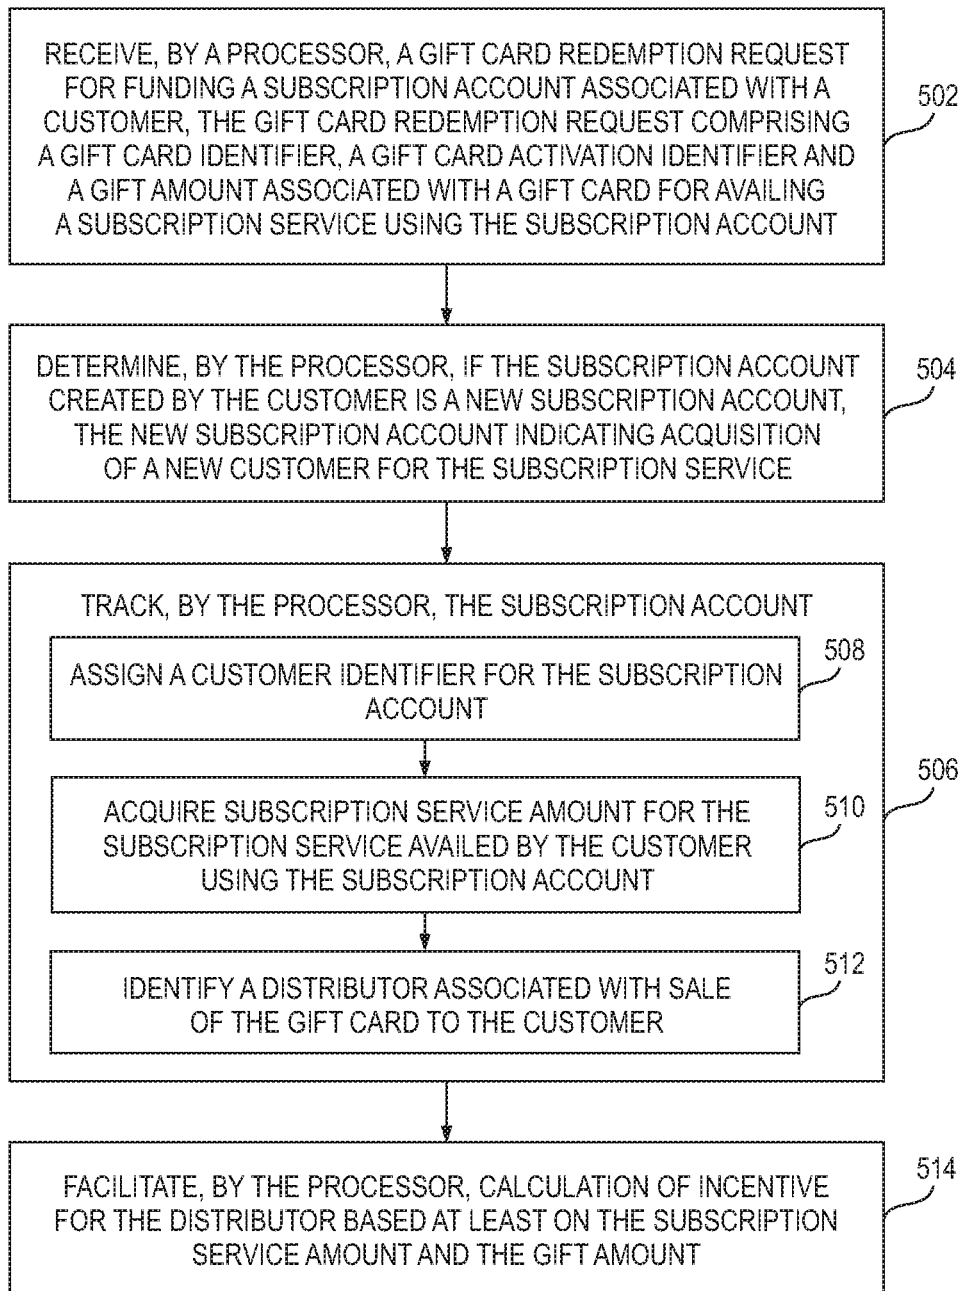 RECEIVE, BY A PROCESSOR, A GIFT CARD REDEMPTION REQUEST
FOR FUNDING A SUBSCRIPTION ACCOUNT ASSOCIATED WITH A
CUSTOMER, THE GIFT CARD REDEMPTION REQUEST COMPRISING
A GIFT CARD IDENTIFIER, A GIFT CARD ACTIVATION IDENTIFIER AND
A GIFT AMOUNT ASSOCIATED WITH A GIFT CARD FOR AVAILING
A SUBSCRIPTION SERVICE USING THE SUBSCRIPTION ACCOUNT
502
DETERMINE, BY THE PROCESSOR, IF THE SUBSCRIPTION ACCOUNT
CREATED BY THE CUSTOMER IS A NEW SUBSCRIPTION ACCOUNT,
THE NEW SUBSCRIPTION ACCOUNT INDICATING ACQUISITION
OF A NEW CUSTOMER FOR THE SUBSCRIPTION SERVICE
504
TRACK, BY THE PROCESSOR, THE SUBSCRIPTION ACCOUNT
506
ASSIGN A CUSTOMER IDENTIFIER FOR THE SUBSCRIPTION
ACCOUNT
508
ACQUIRE SUBSCRIPTION SERVICE AMOUNT FOR THE
SUBSCRIPTION SERVICE AVAILED BY THE CUSTOMER
USING THE SUBSCRIPTION ACCOUNT
510
IDENTIFY A DISTRIBUTOR ASSOCIATED WITH SALE
OF THE GIFT CARD TO THE CUSTOMER
512
FACILITATE, BY THE PROCESSOR, CALCULATION OF INCENTIVE
FOR THE DISTRIBUTOR BASED AT LEAST ON THE SUBSCRIPTION
SERVICE AMOUNT AND THE GIFT AMOUNT
514